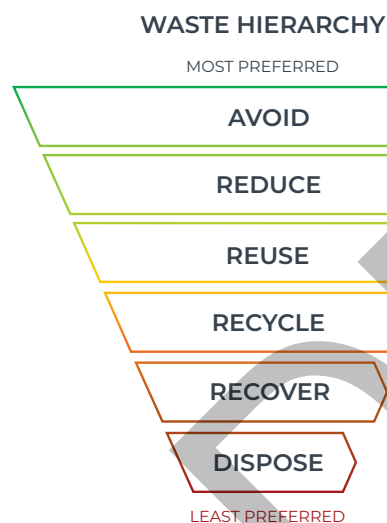 WASTE HIERARCHY
MOST PREFERRED
AVOID
REDUCE
REUSE
RECYCLE
RECOVER
DISPOSE
LEAST PREFERRED